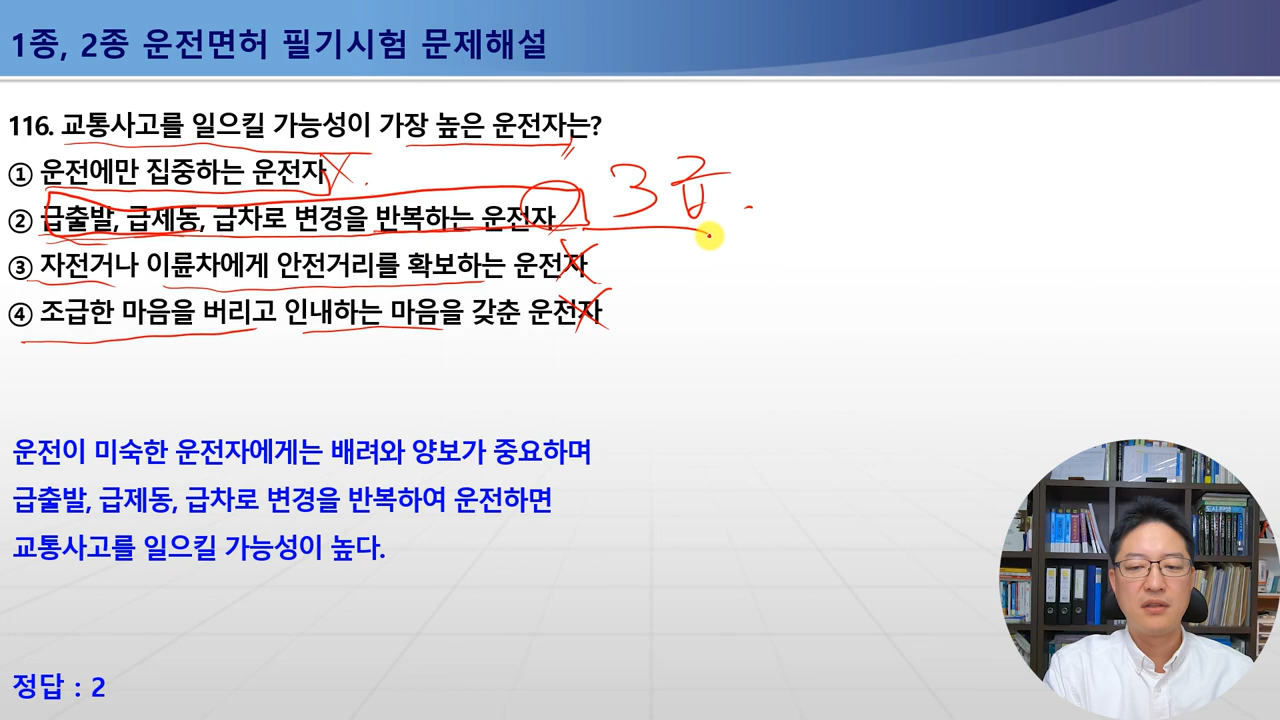 1종, 2종 운전면허 필기시험 문제해설
116. 교통사고를 일으킬 가능성이 가장 높은 운전자는?
① 운전에만 집중하는 운전자
② 급출발, 급제동, 급차로 변경을 반복하는 운전자 3급.
③ 자전거나 이륜차에게 안전거리를 확보하는 운전자
④ 조급한 마음을 버리고 인내하는 마음을 갖춘 운전자
운전이 미숙한 운전자에게는 배려와 양보가 중요하며
급출발, 급제동, 급차로 변경을 반복하여 운전하면
교통사고를 일으킬 가능성이 높다.
정답 : 2